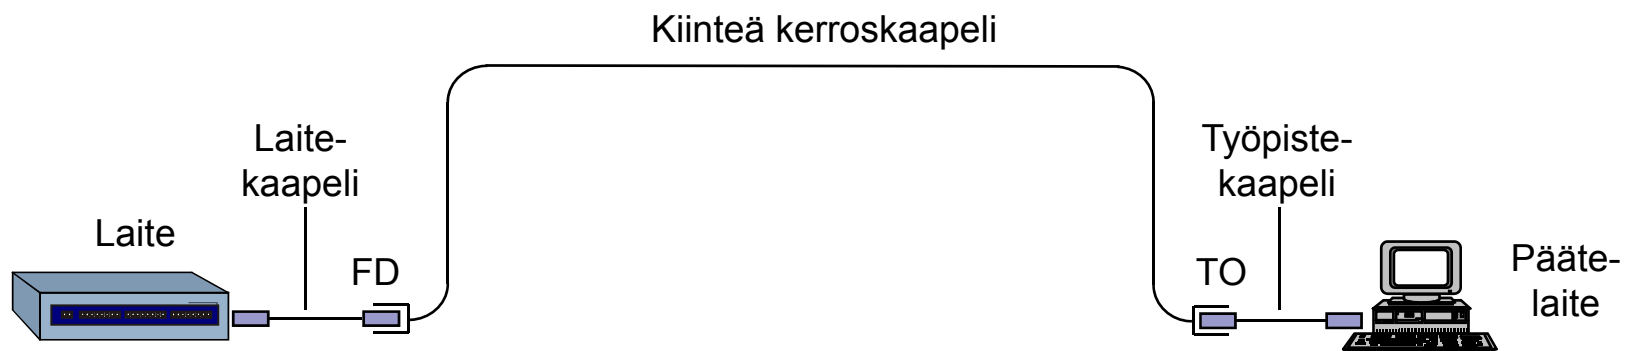 Kiinteä kerroskaapeli
Laite-
kaapeli
Työpiste-
kaapeli
Laite
FD
TO
Pääte-
laite